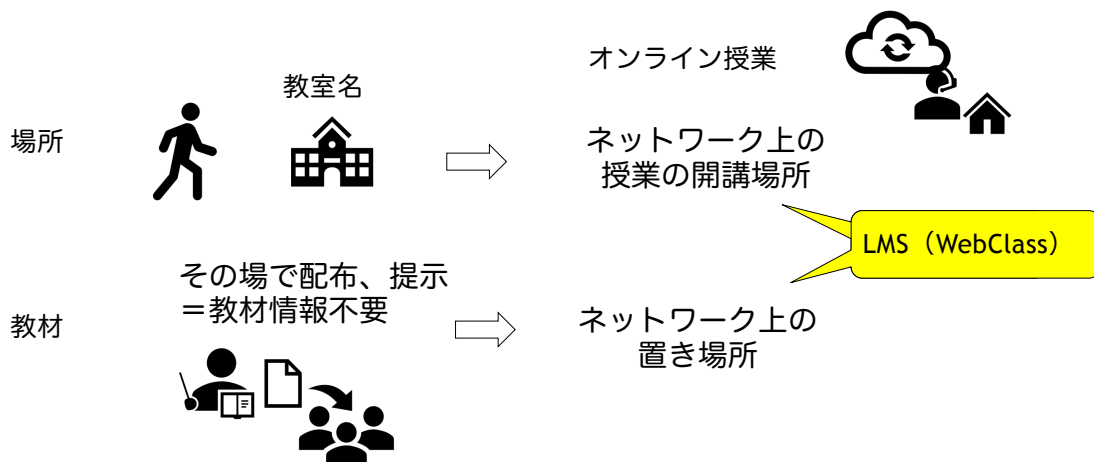 オンライン授業
教室名
場所
ネットワーク上の
授業の開講場所
LMS（WebClass）
その場で配布、提示
＝教材情報不要
教材
ネットワーク上の
置き場所